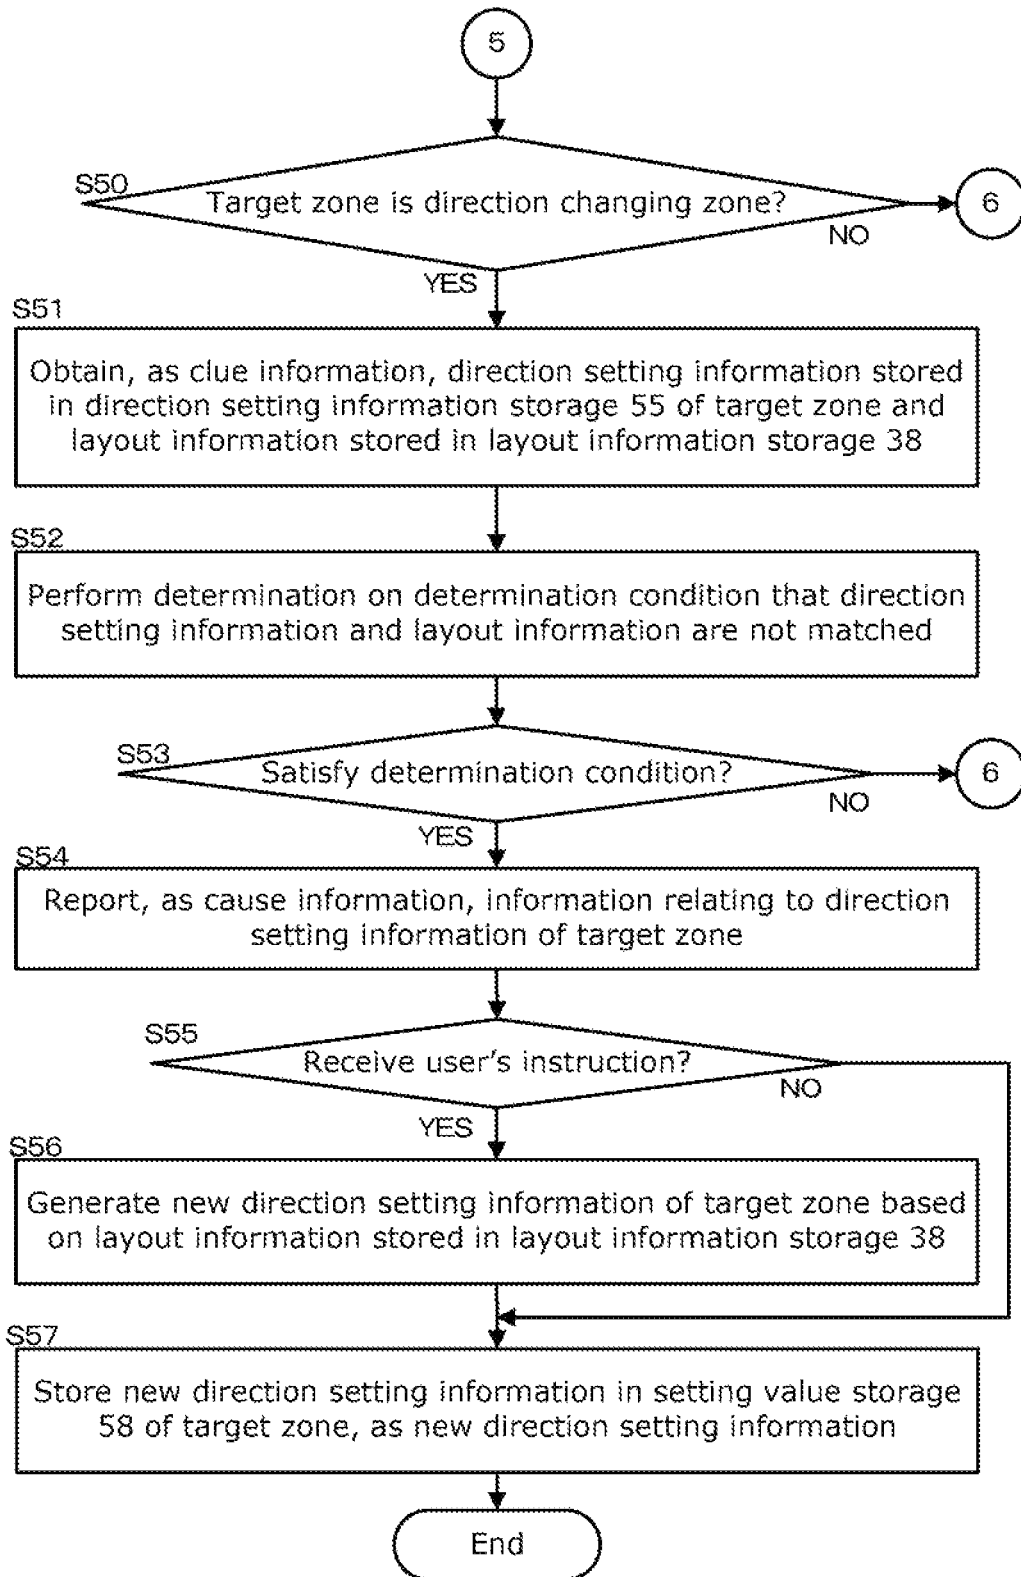 5
S50
Target zone is direction changing zone?
6
NO
YES
S51
Obtain, as clue information, direction setting information stored
in direction setting information storage 55 of target zone and
layout information stored in layout information storage 38
S52
Perform determination on determination condition that direction
setting information and layout information are not matched
S53
Satisfy determination condition?
6
NO
YES
S54
Report, as cause information, information relating to direction
setting information of target zone
S55
Receive user's instruction?
NO
YES
S56
Generate new direction setting information of target zone based
on layout information stored in layout information storage 38
S57
Store new direction setting information in setting value storage
58 of target zone, as new direction setting information
End